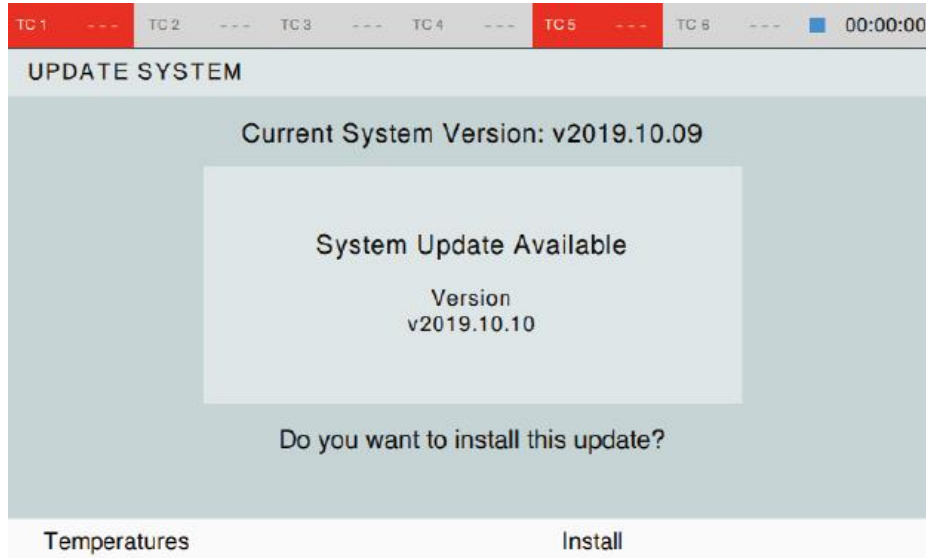 TC 1 --- TC 2 --- TC 3 --- TC 4 --- TC 5 --- TC 6 --- 00:00:00
UPDATE SYSTEM
Current System Version: v2019.10.09
System Update Available
Version
v2019.10.10
Do you want to install this update?
Temperatures Install